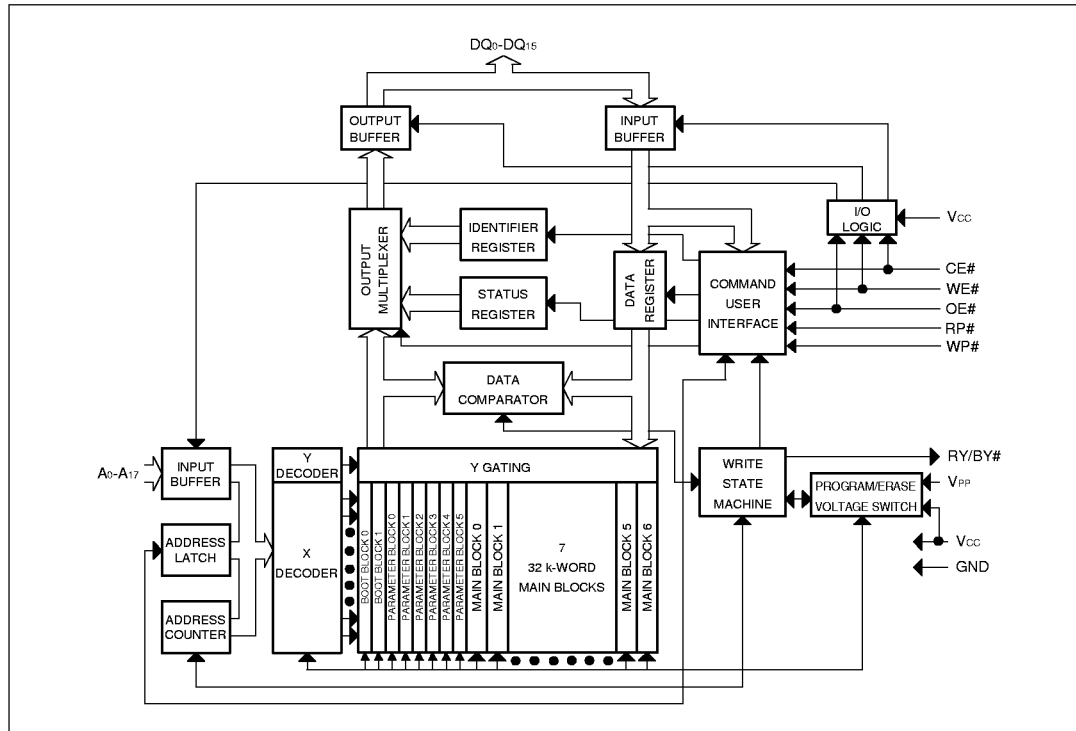 DQ0-DQ15
OUTPUT
BUFFER
INPUT
BUFFER
I/O
LOGIC
VCC
OUTPUT
MULTIPLEXER
IDENTIFIER
REGISTER
STATUS
REGISTER
DATA
REGISTER
COMMAND
USER
INTERFACE
CE#
WE#
OE#
RP#
WP#
DATA
COMPARATOR
A0-A17
INPUT
BUFFER
Y
DECODER
Y GATING
WRITE
STATE
MACHINE
RY/BY#
PROGRAM/ERASE
VOLTAGE SWITCH
VPP
VCC
GND
ADDRESS
LATCH
ADDRESS
COUNTER
X
DECODER
BOOT BLOCK 0
BOOT BLOCK 1
PARAMETER BLOCK 0
PARAMETER BLOCK 1
PARAMETER BLOCK 2
PARAMETER BLOCK 3
PARAMETER BLOCK 4
PARAMETER BLOCK 5
MAIN BLOCK 0
MAIN BLOCK 1
7
32 k-WORD
MAIN BLOCKS
MAIN BLOCK 5
MAIN BLOCK 6